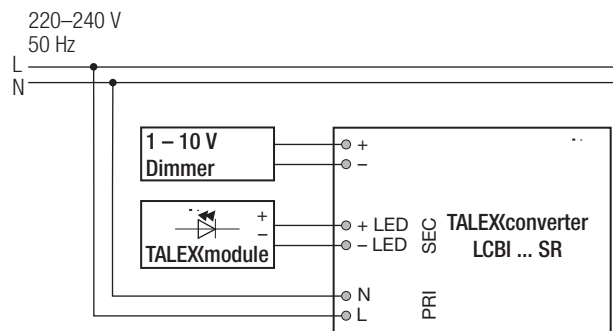 220–240 V
50 Hz
L
N
1 – 10 V
Dimmer
+
–
+
–
TALEXmodule
+ LED
– LED
SEC
TALEXconverter
LCBI ... SR
N
L
PRI